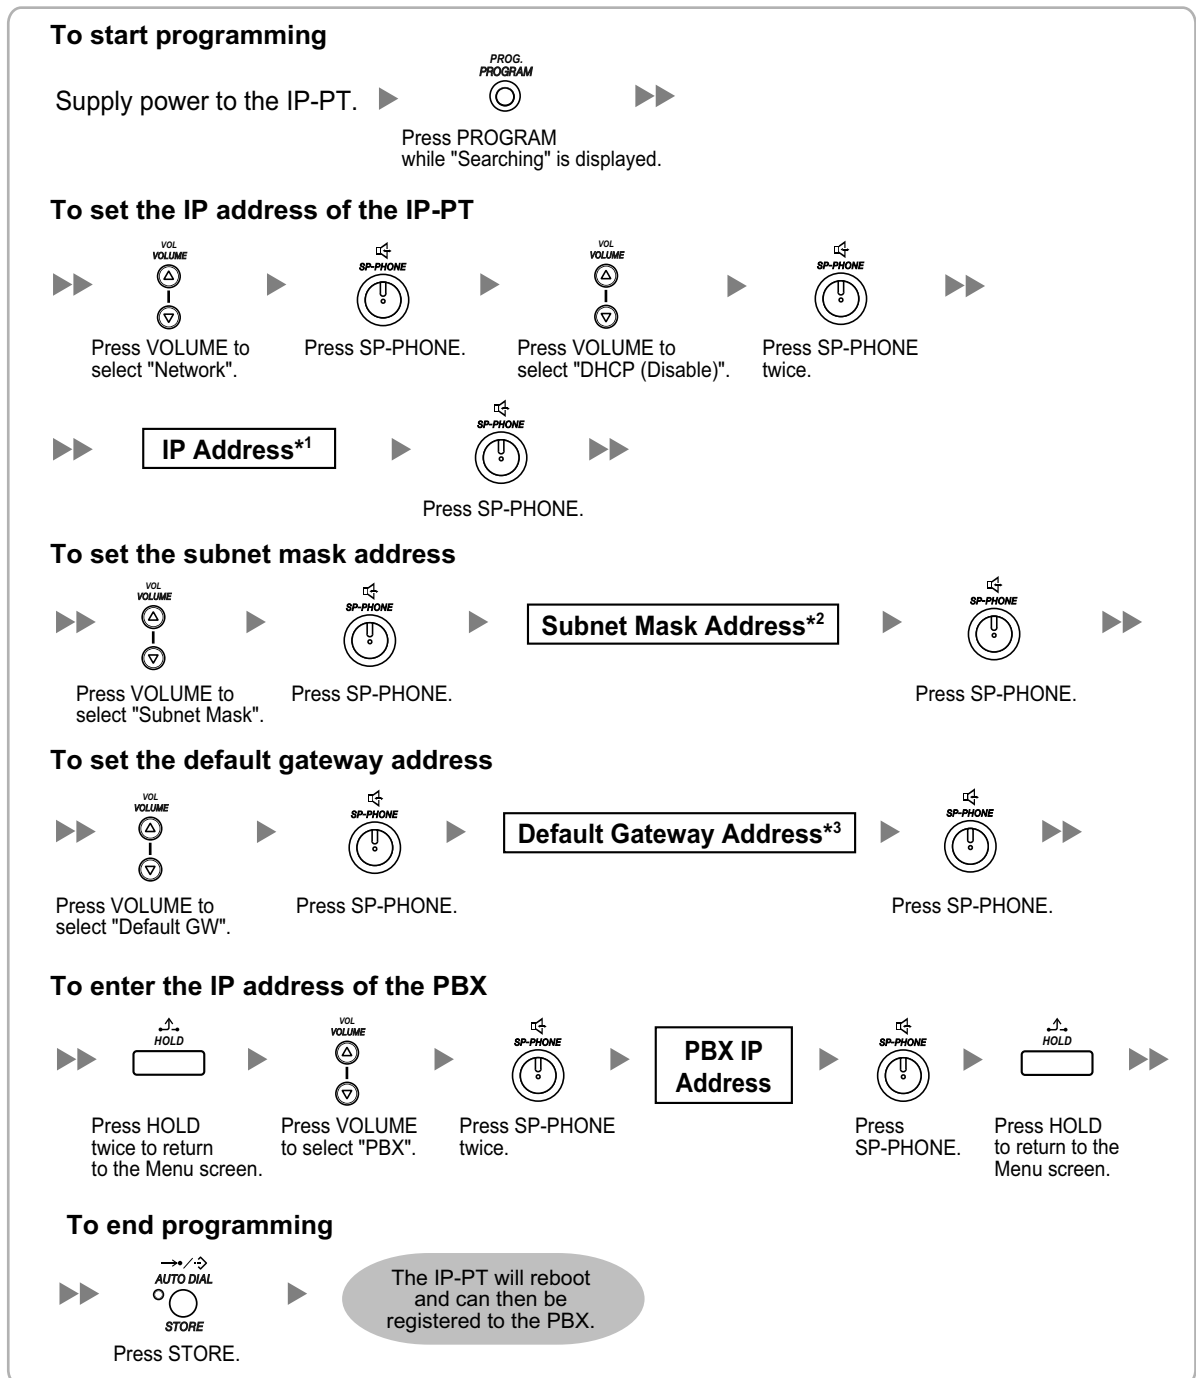 To start programming
PROG.
PROGRAM
Supply power to the IP-PT.
Press PROGRAM
while "Searching" is displayed.
To set the IP address of the IP-PT
VOL
VOLUME
SP-PHONE
VOL
VOLUME
SP-PHONE
Press VOLUME to
select "Network".
Press SP-PHONE.
Press VOLUME to
select "DHCP (Disable)".
Press SP-PHONE
twice.
IP Address*1
SP-PHONE
Press SP-PHONE.
To set the subnet mask address
VOL
VOLUME
SP-PHONE
Subnet Mask Address*2
SP-PHONE
Press VOLUME to
select "Subnet Mask".
Press SP-PHONE.
Press SP-PHONE.
To set the default gateway address
VOL
VOLUME
SP-PHONE
Default Gateway Address*3
SP-PHONE
Press VOLUME to
select "Default GW".
Press SP-PHONE.
Press SP-PHONE.
To enter the IP address of the PBX
HOLD
VOL
VOLUME
SP-PHONE
PBX IP
Address
SP-PHONE
HOLD
Press HOLD
twice to return
to the Menu screen.
Press VOLUME
to select "PBX".
Press SP-PHONE
twice.
Press
SP-PHONE.
Press HOLD
to return to the
Menu screen.
To end programming
AUTO DIAL
STORE
Press STORE.
The IP-PT will reboot
and can then be
registered to the PBX.